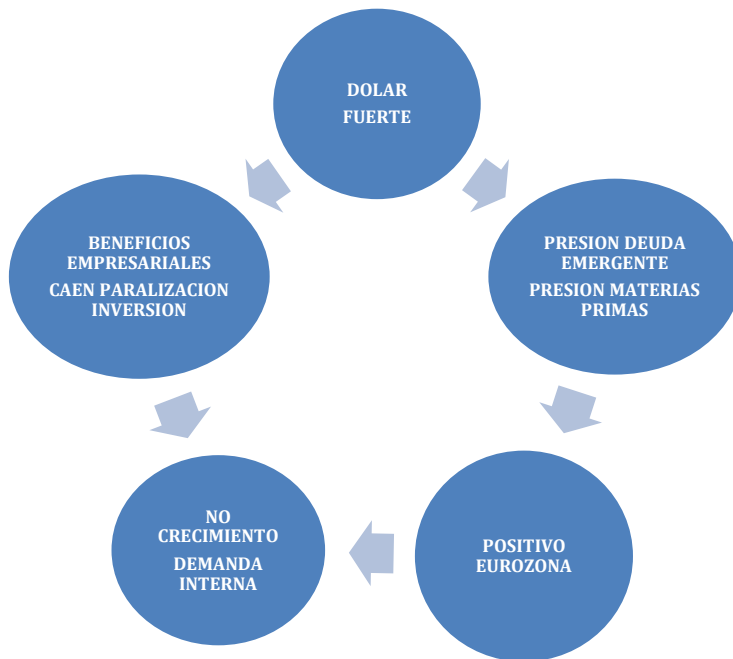 DOLAR
FUERTE
BENEFICIOS
EMPRESARIALES
CAEN PARALIZACION
INVERSION
PRESION DEUDA
EMERGENTE
PRESION MATERIAS
PRIMAS
NO
CRECIMIENTO
DEMANDA
INTERNA
POSITIVO
EUROZONA